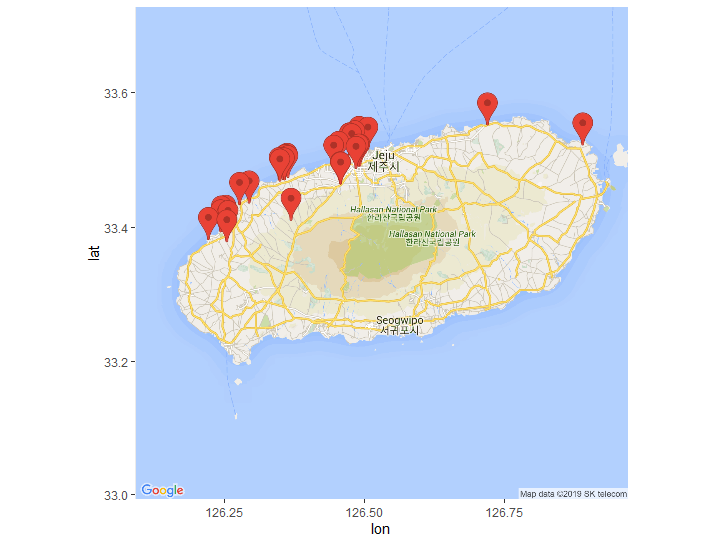 lat
33.6
33.4
33.2
33.0
Jeju
제주시
Hallasan National Park
한라산국립공원
Hallasan National Park
한라산국립공원
Seogwipo
서귀포시
Google
Map data ©2019 SK telecom
126.25
126.50
126.75
lon